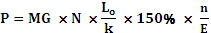 P = MG × N × L₀/k × 150% × n/E